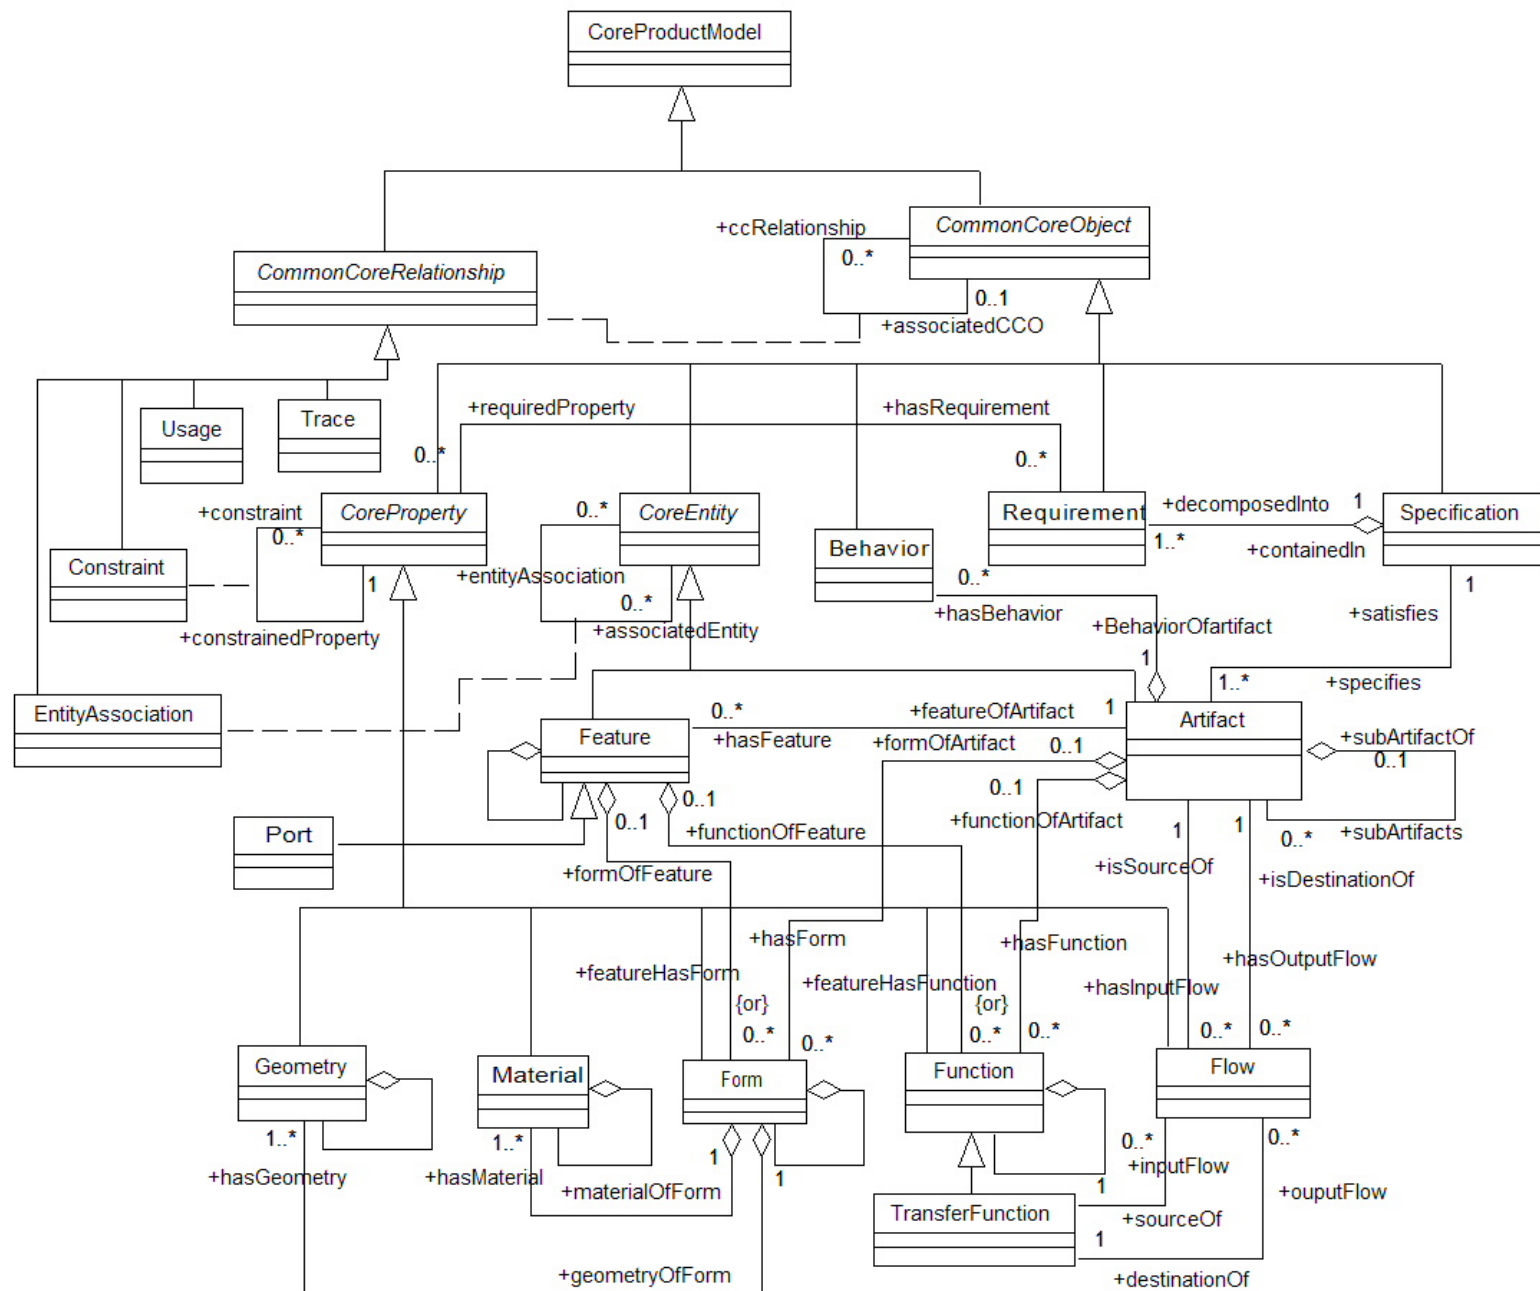 CoreProductModel
+ccRelationship
CommonCoreObject
0..*
CommonCoreRelationship
0..1
+associatedCCO
+requiredProperty
+hasRequirement
Usage
Trace
0..*
0..*
+constraint
0..*
CoreProperty
0..*
CoreEntity
Requirement
+decomposedInto
1
Specification
Constraint
1
+entityAssociation
Behavior
1..*
+containedIn
0..*
0..*
1
+constrainedProperty
+associatedEntity
+hasBehavior
+BehaviorOfartifact
+satisfies
1
1..*
+specifies
EntityAssociation
0..*
+featureOfArtifact
1
Artifact
Feature
+hasFeature
+formOfArtifact
0..1
+subArtifactOf
0..1
0..1
0..1
0..1
Port
+functionOfFeature
+functionOfArtifact
1
1
0..*
+subArtifacts
+formOfFeature
+isSourceOf
+isDestinationOf
+hasForm
+hasFunction
+featureHasForm
+featureHasFunction
+hasInputFlow
+hasOutputFlow
{or}
{or}
0..*
0..*
0..*
0..*
0..*
0..*
Geometry
Material
Form
Function
Flow
1..*
1..*
1
1
0..*
0..*
+hasGeometry
+hasMaterial
+materialOfForm
1
+inputFlow
+ouputFlow
TransferFunction
+sourceOf
1
+geometryOfForm
+destinationOf